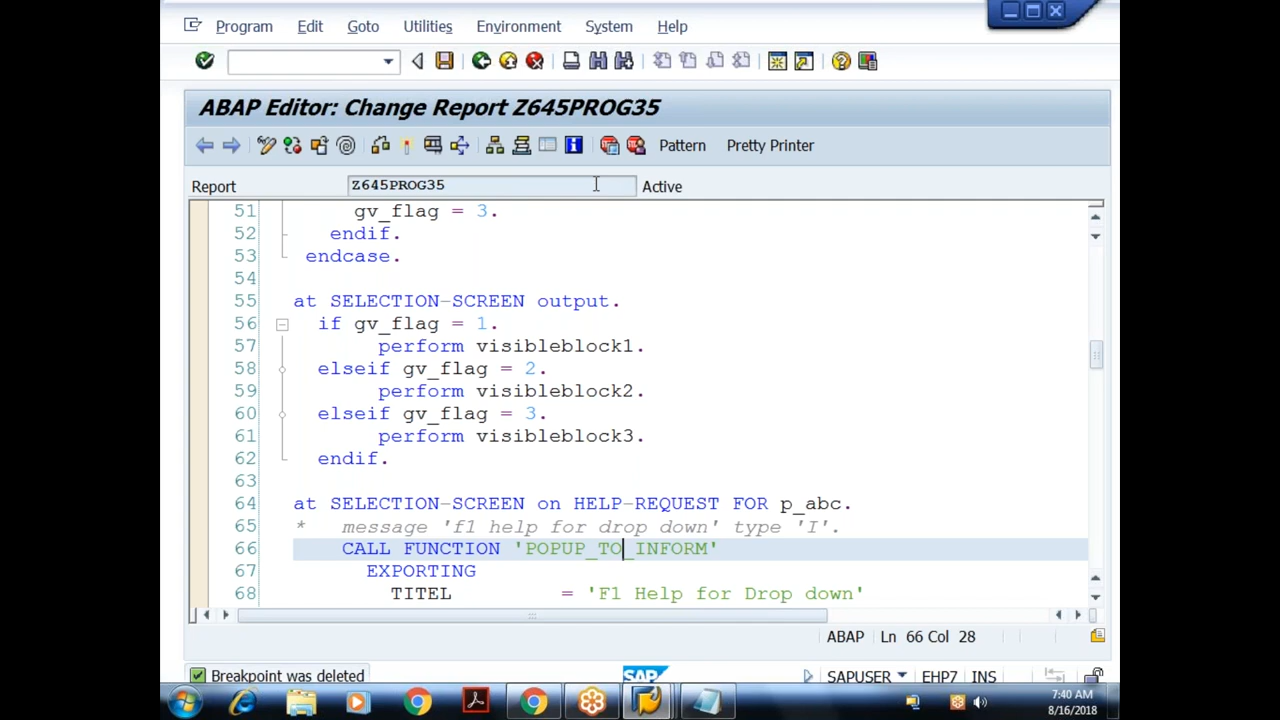 Program Edit Goto Utilities Environment System Help
ABAP Editor: Change Report Z645PROG35
Pattern Pretty Printer
Report Z645PROG35 Active
51 gv_flag = 3.
52 endif.
53 endcase.
54
55 at SELECTION-SCREEN output.
56 if gv_flag = 1.
57 perform visibleblock1.
58 elseif gv_flag = 2.
59 perform visibleblock2.
60 elseif gv_flag = 3.
61 perform visibleblock3.
62 endif.
63
64 at SELECTION-SCREEN on HELP-REQUEST FOR p_abc.
65 * message 'f1 help for drop down' type 'I'.
66 CALL FUNCTION 'POPUP_TO_INFORM'
67 EXPORTING
68 TITEL = 'F1 Help for Drop down'
ABAP Ln 66 Col 28
Breakpoint was deleted SAP SAPUSER EHP7 INS
7:40 AM
8/16/2018